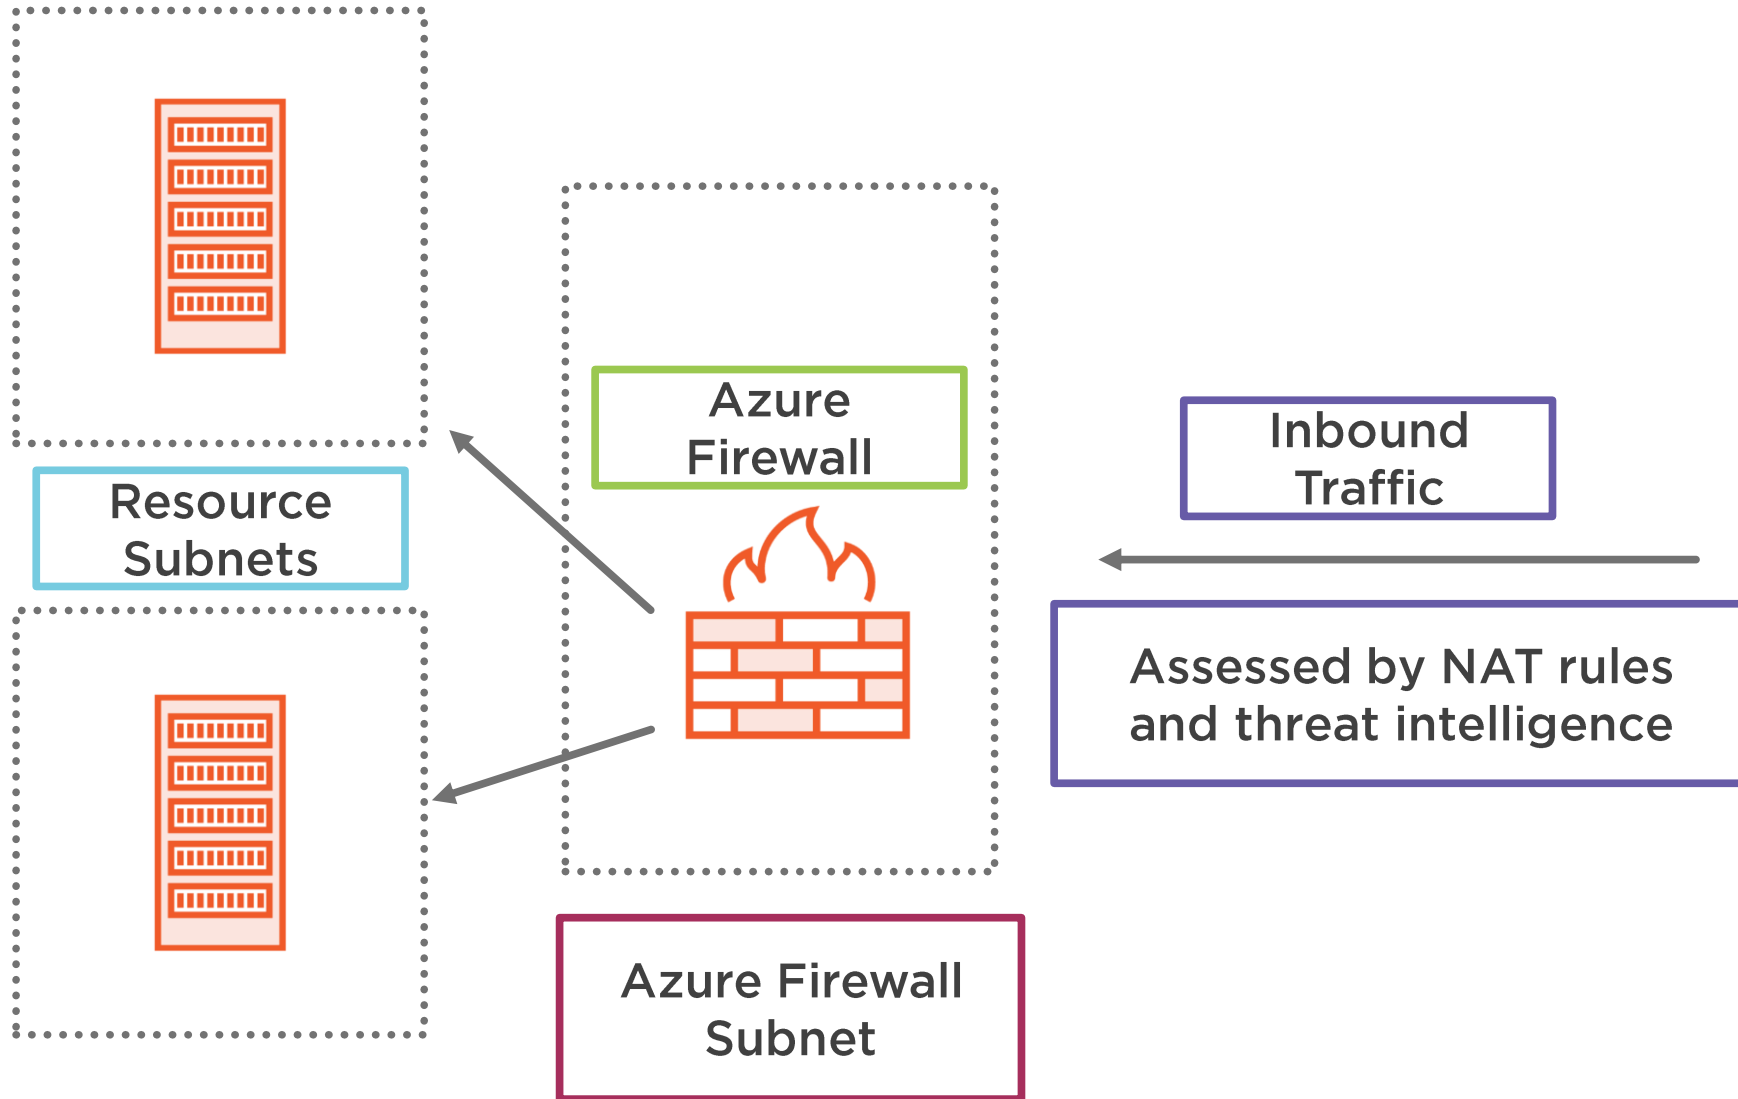 Resource
Subnets
Azure
Firewall
Azure Firewall
Subnet
Inbound
Traffic
Assessed by NAT rules
and threat intelligence